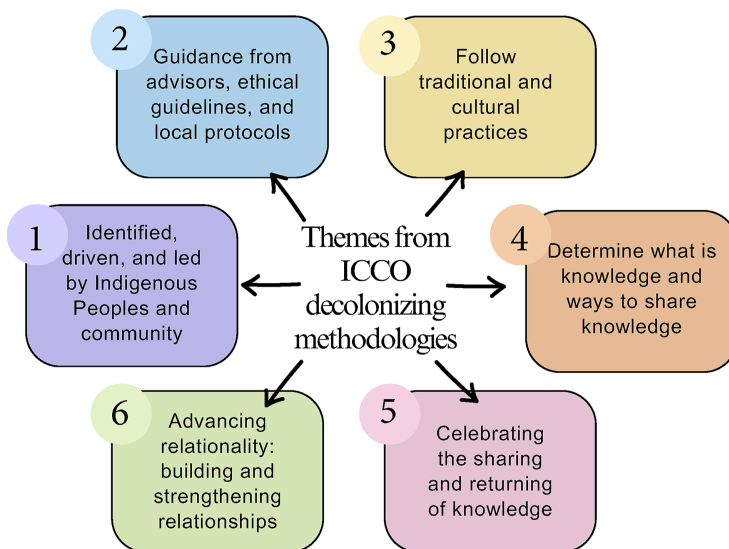 Themes from
ICCO
decolonizing
methodologies
1
Identified,
driven, and led
by Indigenous
Peoples and
community
2
Guidance from
advisors, ethical
guidelines, and
local protocols
3
Follow
traditional and
cultural
practices
4
Determine what is
knowledge and
ways to share
knowledge
5
Celebrating
the sharing
and returning
of knowledge
6
Advancing
relationality:
building and
strengthening
relationships